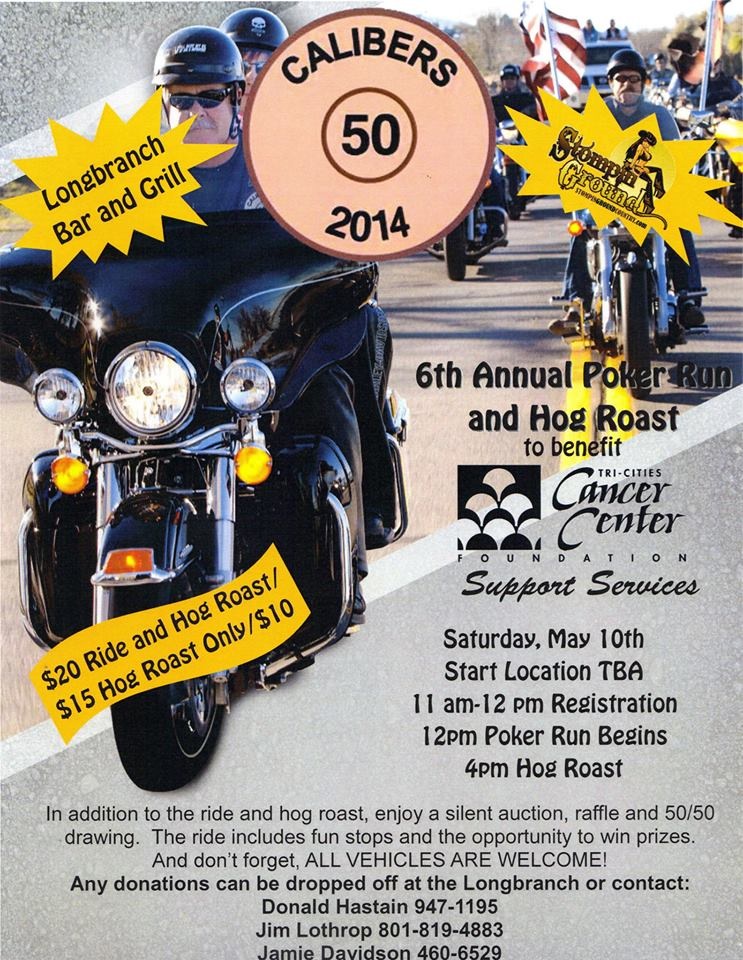 CALIBERS
50
2014
Longbranch
Bar and Grill
Stompin
Ground
STOMPINGROUNDCOUNTRY.com
6th Annual Poker Run
and Hog Roast
to benefit
TRI-CITIES
Cancer
Center
FOUNDATION
Support Services
$20 Ride and Hog Roast/
$15 Hog Roast Only/$10
Saturday, May 10th
Start Location TBA
11 am-12 pm Registration
12pm Poker Run Begins
4pm Hog Roast
In addition to the ride and hog roast, enjoy a silent auction, raffle and 50/50
drawing. The ride includes fun stops and the opportunity to win prizes.
And don't forget, ALL VEHICLES ARE WELCOME!
Any donations can be dropped off at the Longbranch or contact:
Donald Hastain 947-1195
Jim Lothrop 801-819-4883
Jamie Davidson 460-6529